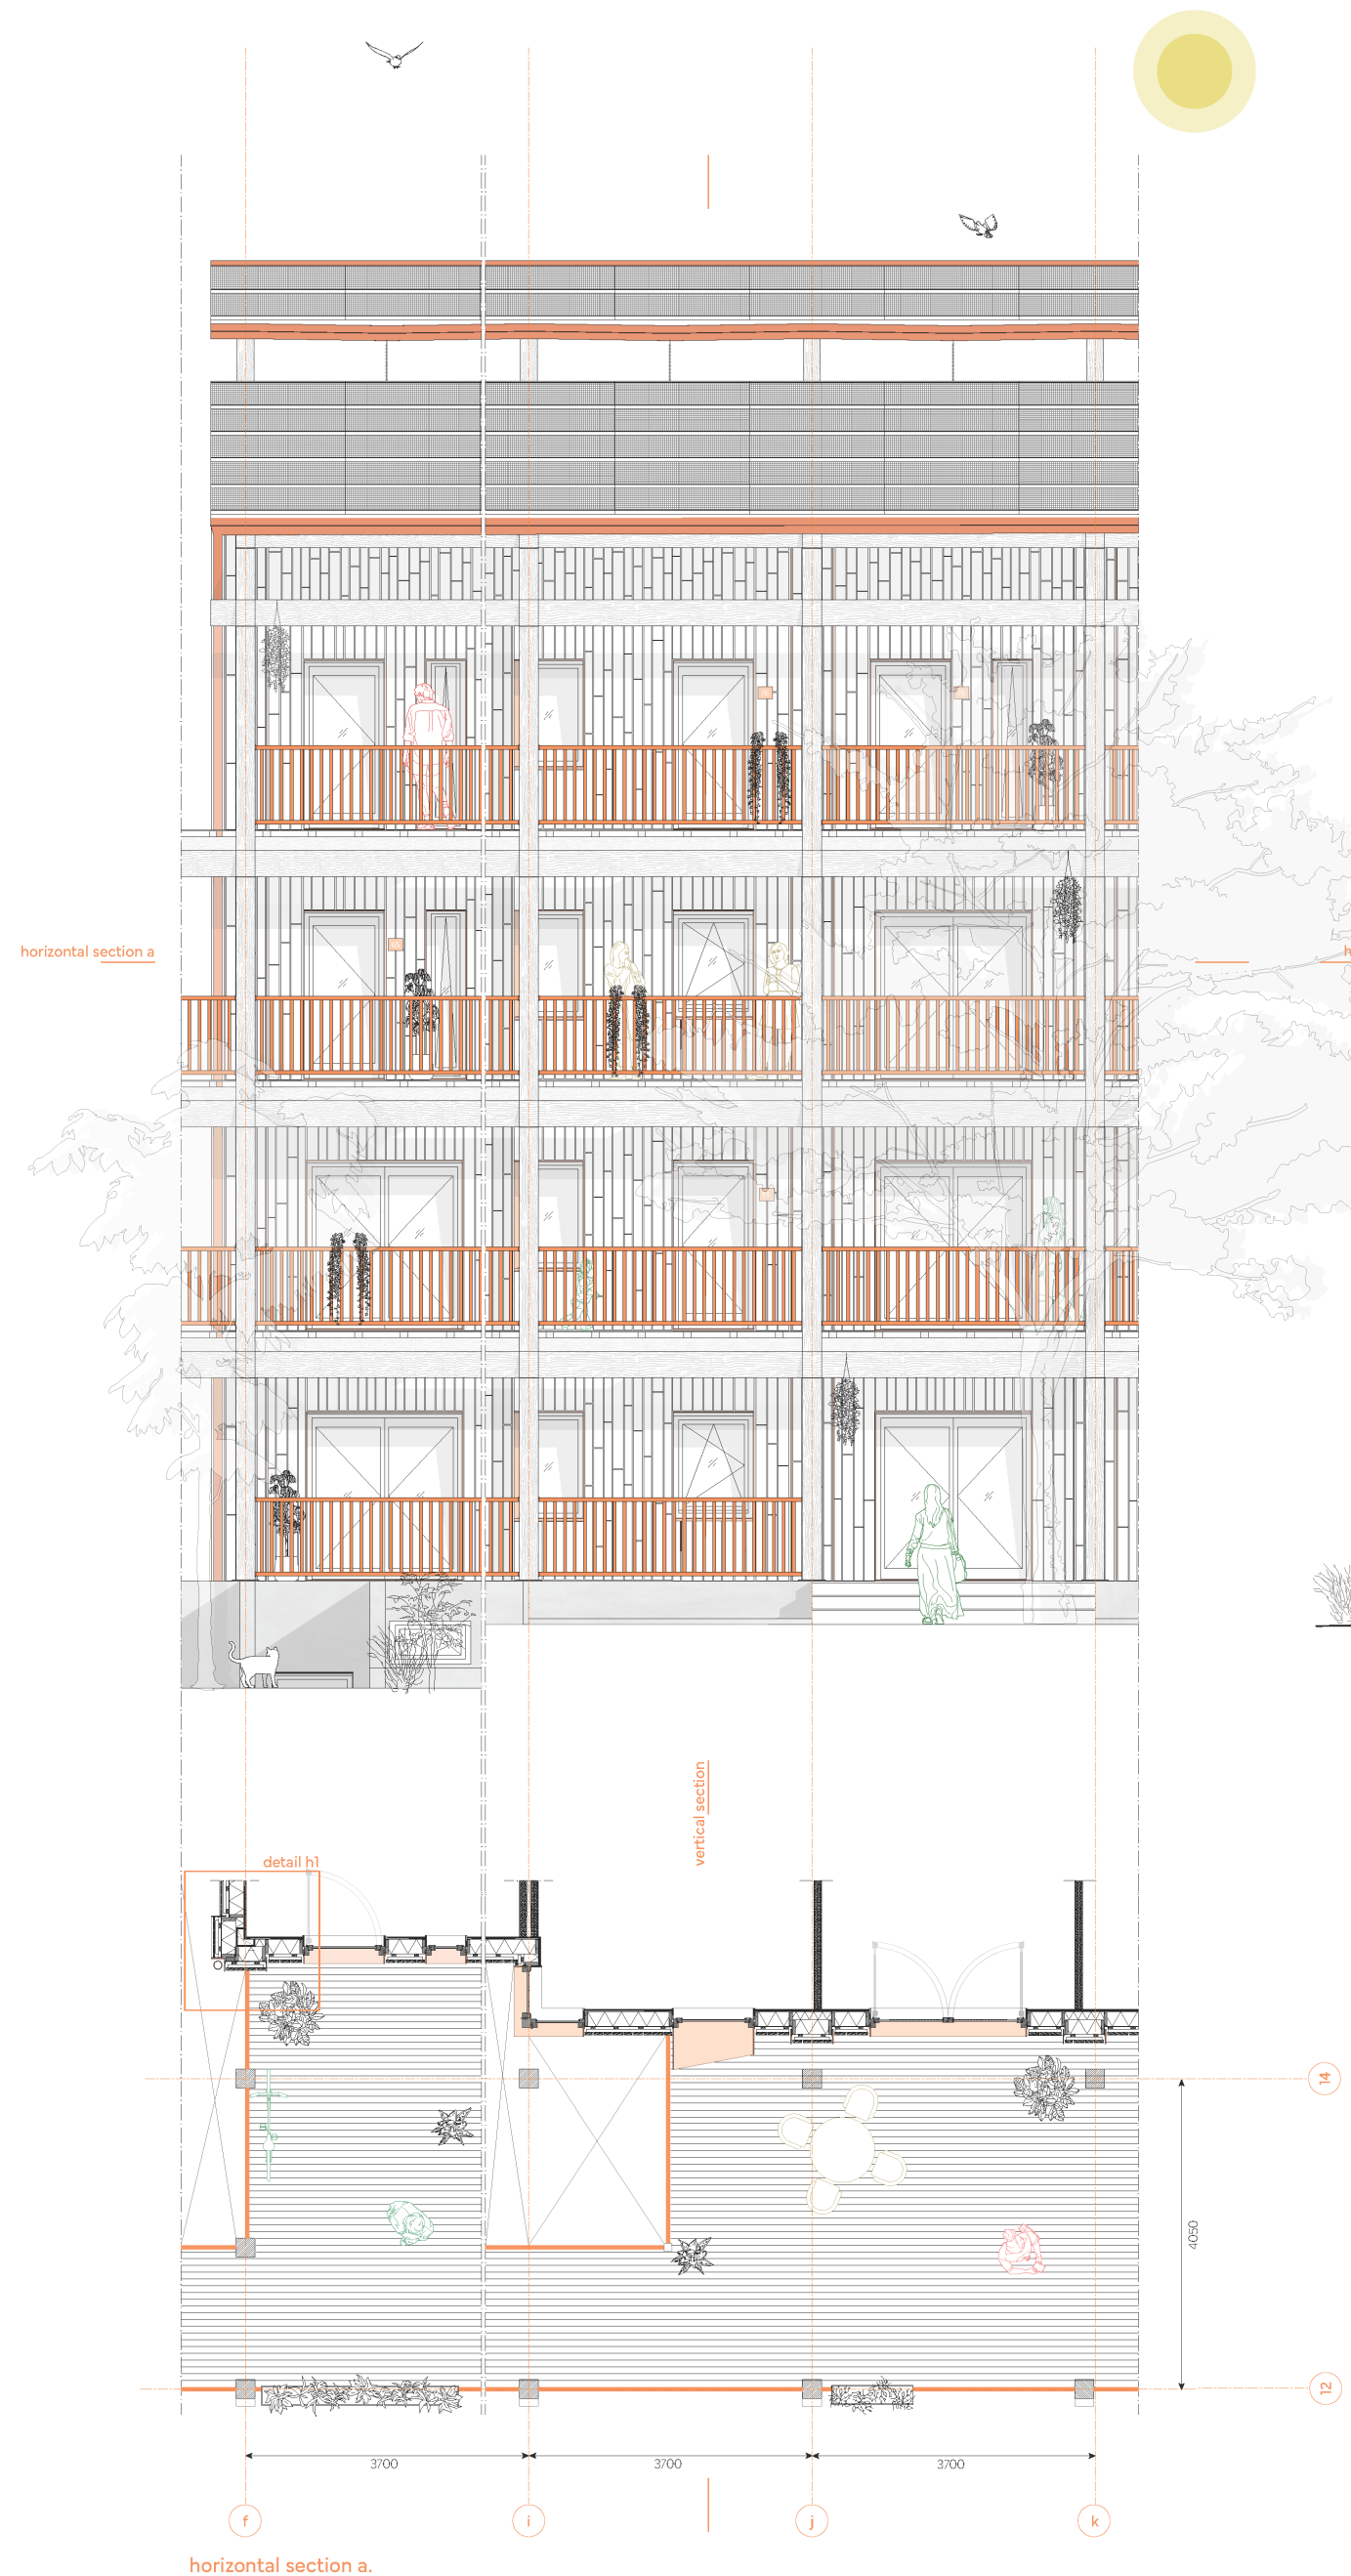 horizontal section a
h
vertical section
detail h1
14
4050
12
3700
3700
3700
f
i
j
k
horizontal section a.